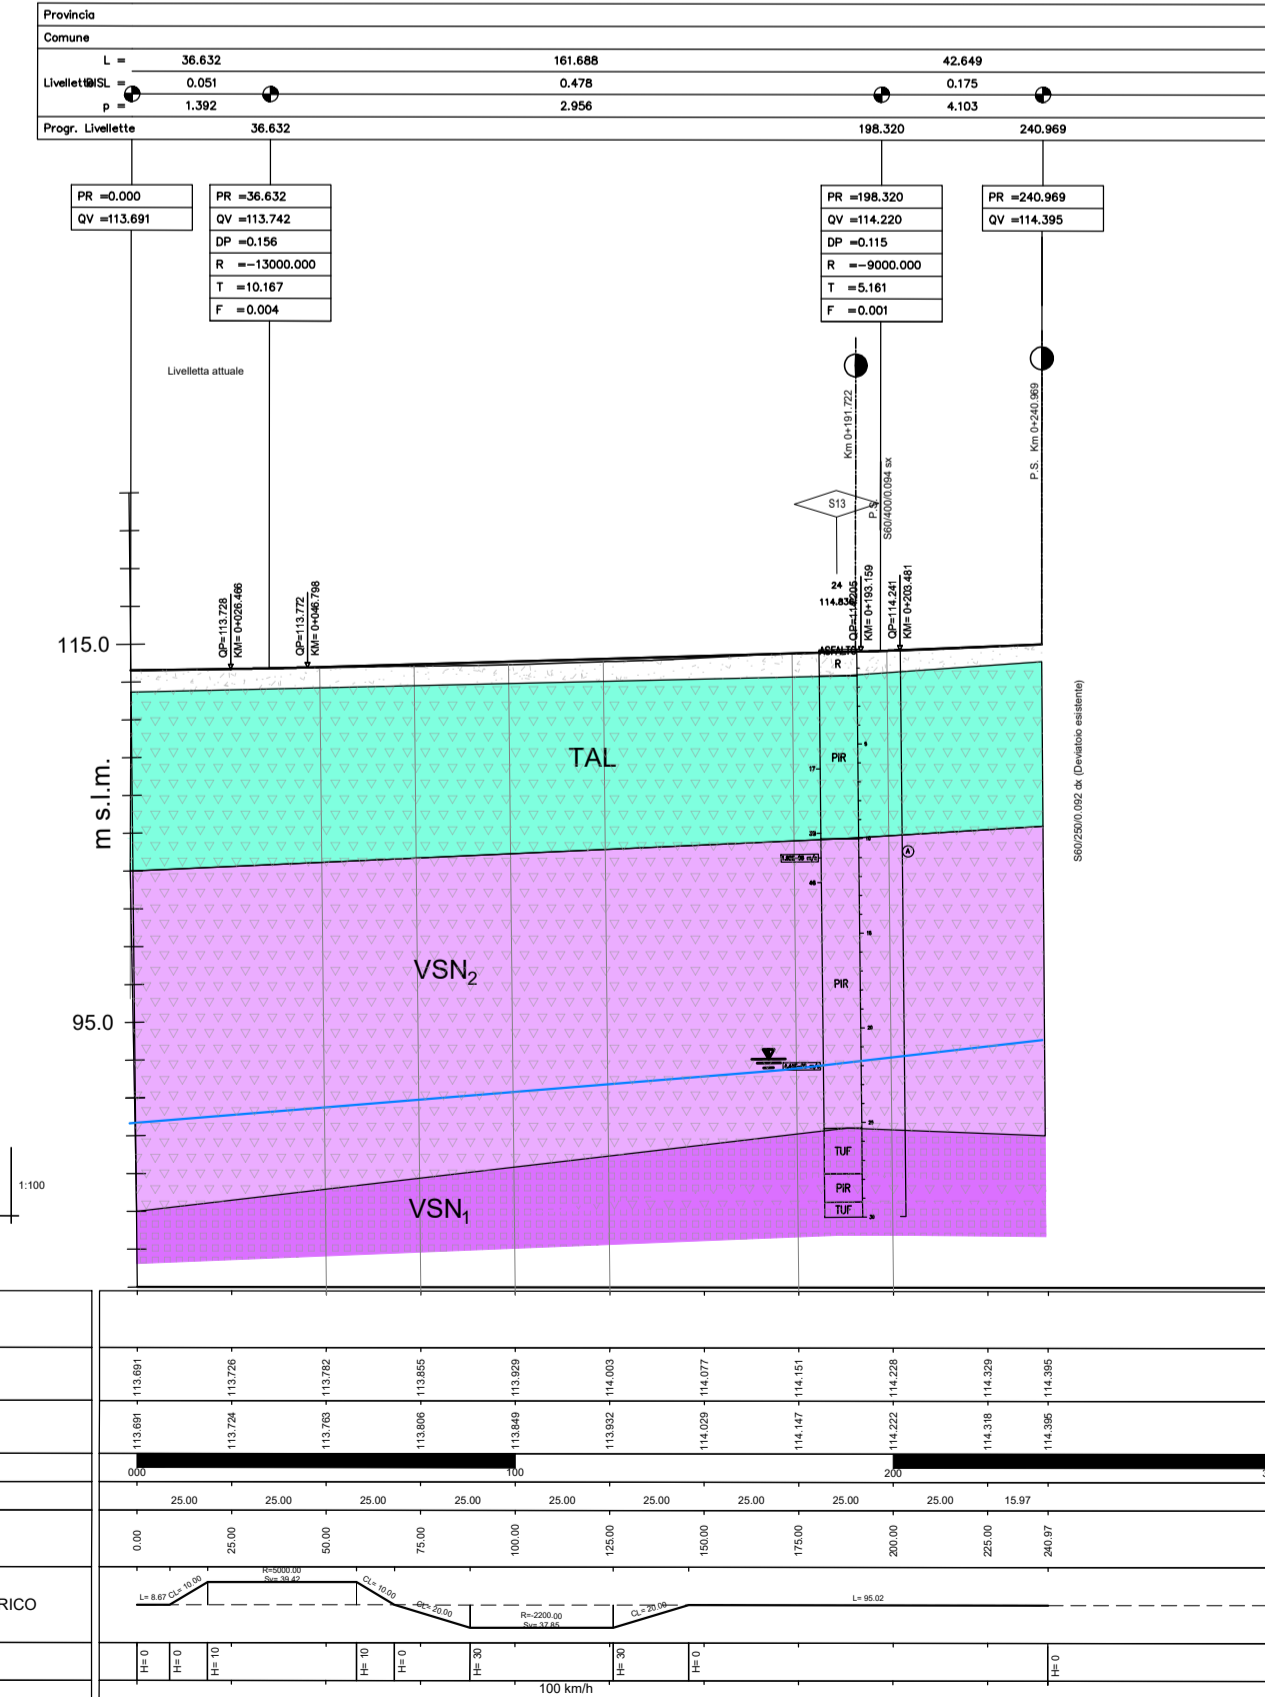 Provincia
Comune
L = 36.632 161.688 42.649
Livellette DISL = 0.051 0.478 0.175
p = 1.392 2.956 4.103
Progr. Livellette 36.632 198.320 240.969
PR =0.000
QV =113.691
PR =36.632
QV =113.742
DP =0.156
R =-13000.000
T =10.167
F =0.004
PR =198.320
QV =114.220
DP =0.115
R =-9000.000
T =5.161
F =0.001
PR =240.969
QV =114.395
Livelletta attuale
Km 0+191.722
P.S.
S60/400/0.094 sx
P.S. Km 0+240.969
S13
24
QP=113.728
KM= 0+026.466
QP=113.772
KM= 0+046.798
QP=114.205
KM= 0+193.159
QP=114.241
KM= 0+203.481
115.0
ASFALTO
R
m s.l.m.
TAL
PIR
17
S60/250/0.092 dx (Deviatoio esistente)
A
VSN2
PIR
95.0
1:100
TUF
PIR
TUF
VSN1
113.691 113.726 113.782 113.855 113.929 114.003 114.077 114.151 114.228 114.329 114.395
113.691 113.724 113.763 113.806 113.849 113.932 114.029 114.147 114.222 114.318 114.395
000 100 200
25.00 25.00 25.00 25.00 25.00 25.00 25.00 25.00 25.00 15.97
0.00 25.00 50.00 75.00 100.00 125.00 150.00 175.00 200.00 225.00 240.97
RICO
L= 8.67 CL= 10.00 R=5000.00 CL= 10.00 CL= 20.00 R=-2200.00 CL= 20.00 L= 95.02
Sv= 39.42 Sv= 37.85
H= 0 H= 0 H= 10 H= 10 H= 0 H= 30 H= 30 H= 0 H= 0
100 km/h